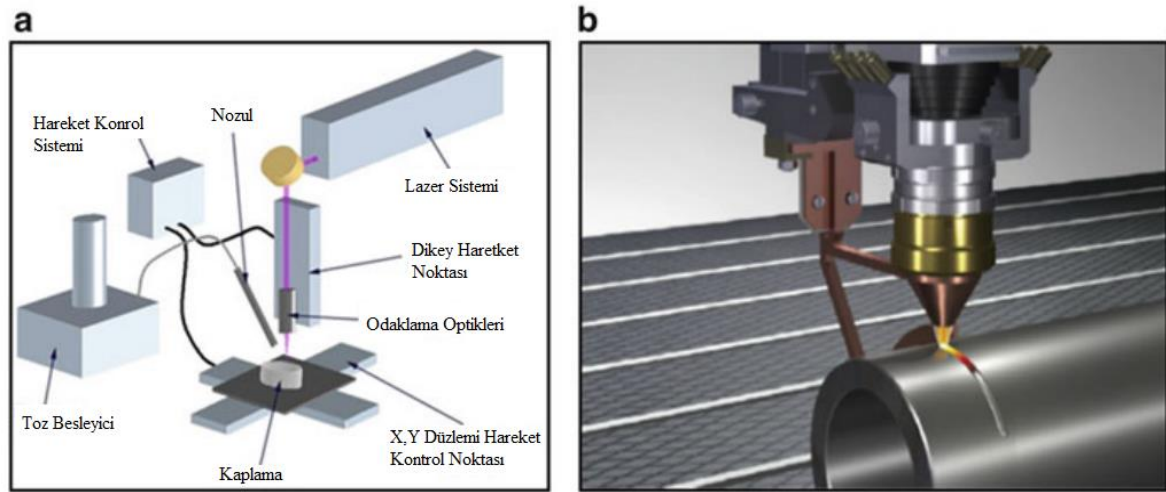 a
b
Nozul
Hareket Konrol
Sistemi
Lazer Sistemi
Dikey Haretket
Noktası
Odaklama Optikleri
Toz Besleyici
X,Y Düzlemi Hareket
Kontrol Noktası
Kaplama